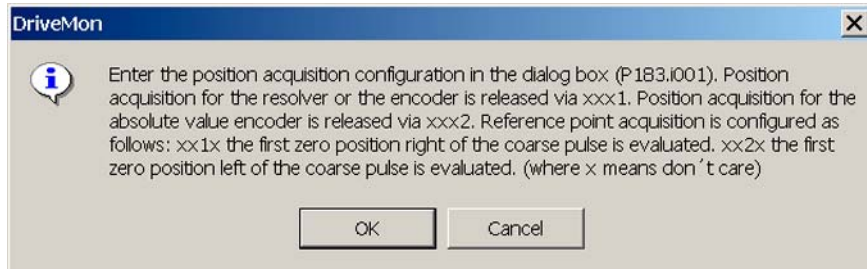 DriveMon
Enter the position acquisition configuration in the dialog box (P183.i001). Position
acquisition for the resolver or the encoder is released via xxx1. Position acquisition for the
absolute value encoder is released via xxx2. Reference point acquisition is configured as
follows: xx1x the first zero position right of the coarse pulse is evaluated. xx2x the first
zero position left of the coarse pulse is evaluated. (where x means don´t care)
OK
Cancel